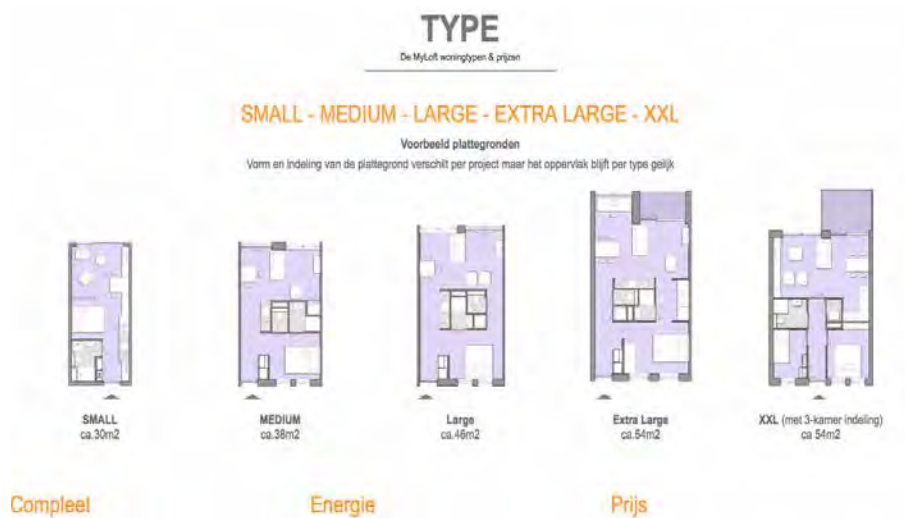 TYPE
De MyLoft woningtypen & prijzen
SMALL - MEDIUM - LARGE - EXTRA LARGE - XXL
Voorbeeld plattegronden
Vorm en indeling van de plattegrond verschilt per project maar het oppervlak blijft per type gelijk
SMALL
ca.30m2
MEDIUM
ca.38m2
Large
ca.46m2
Extra Large
ca.54m2
XXL (met 3-kamer indeling)
ca 54m2
Compleet
Energie
Prijs